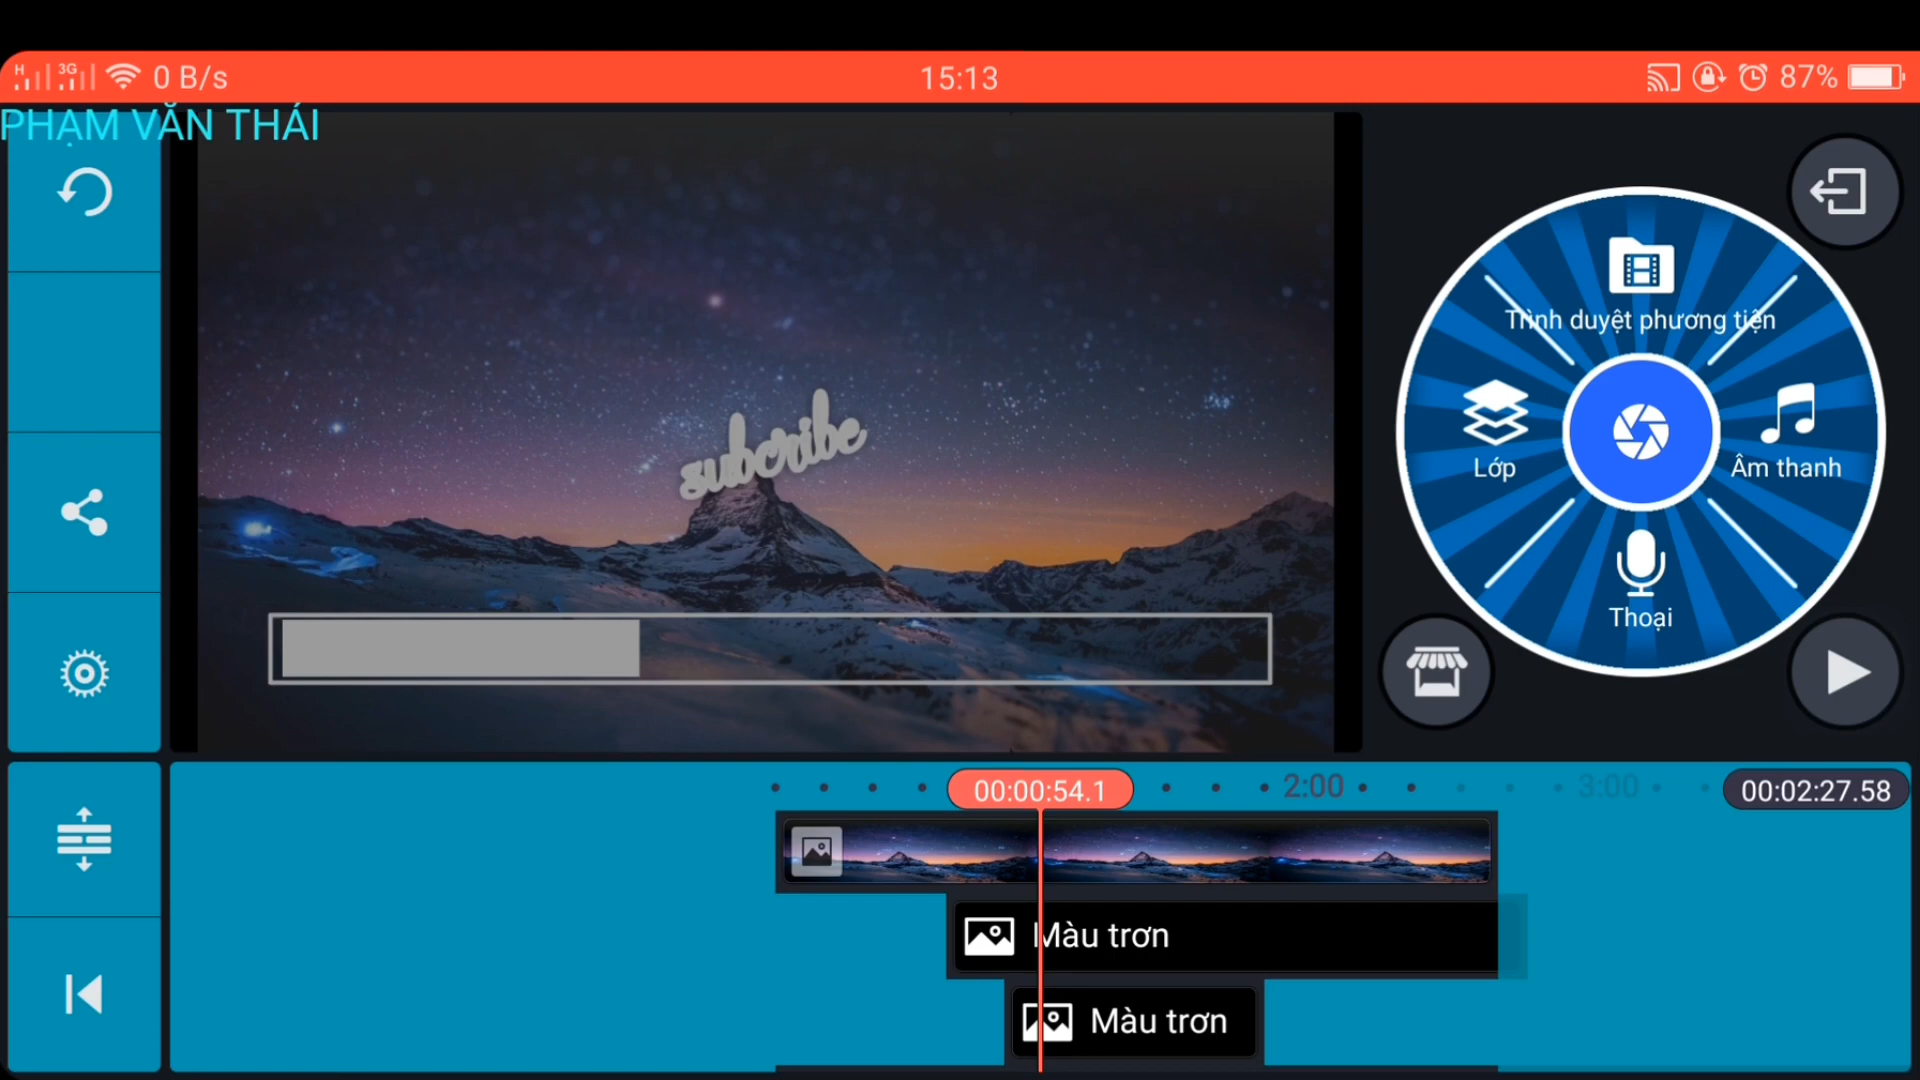 H 3G 0 B/s 15:13 87%
PHẠM VĂN THÁI
Trình duyệt phương tiện
subcribe
Lớp
Âm thanh
Thoại
00:00:54.1 2:00 3:00 00:02:27.58
Màu trơn
Màu trơn